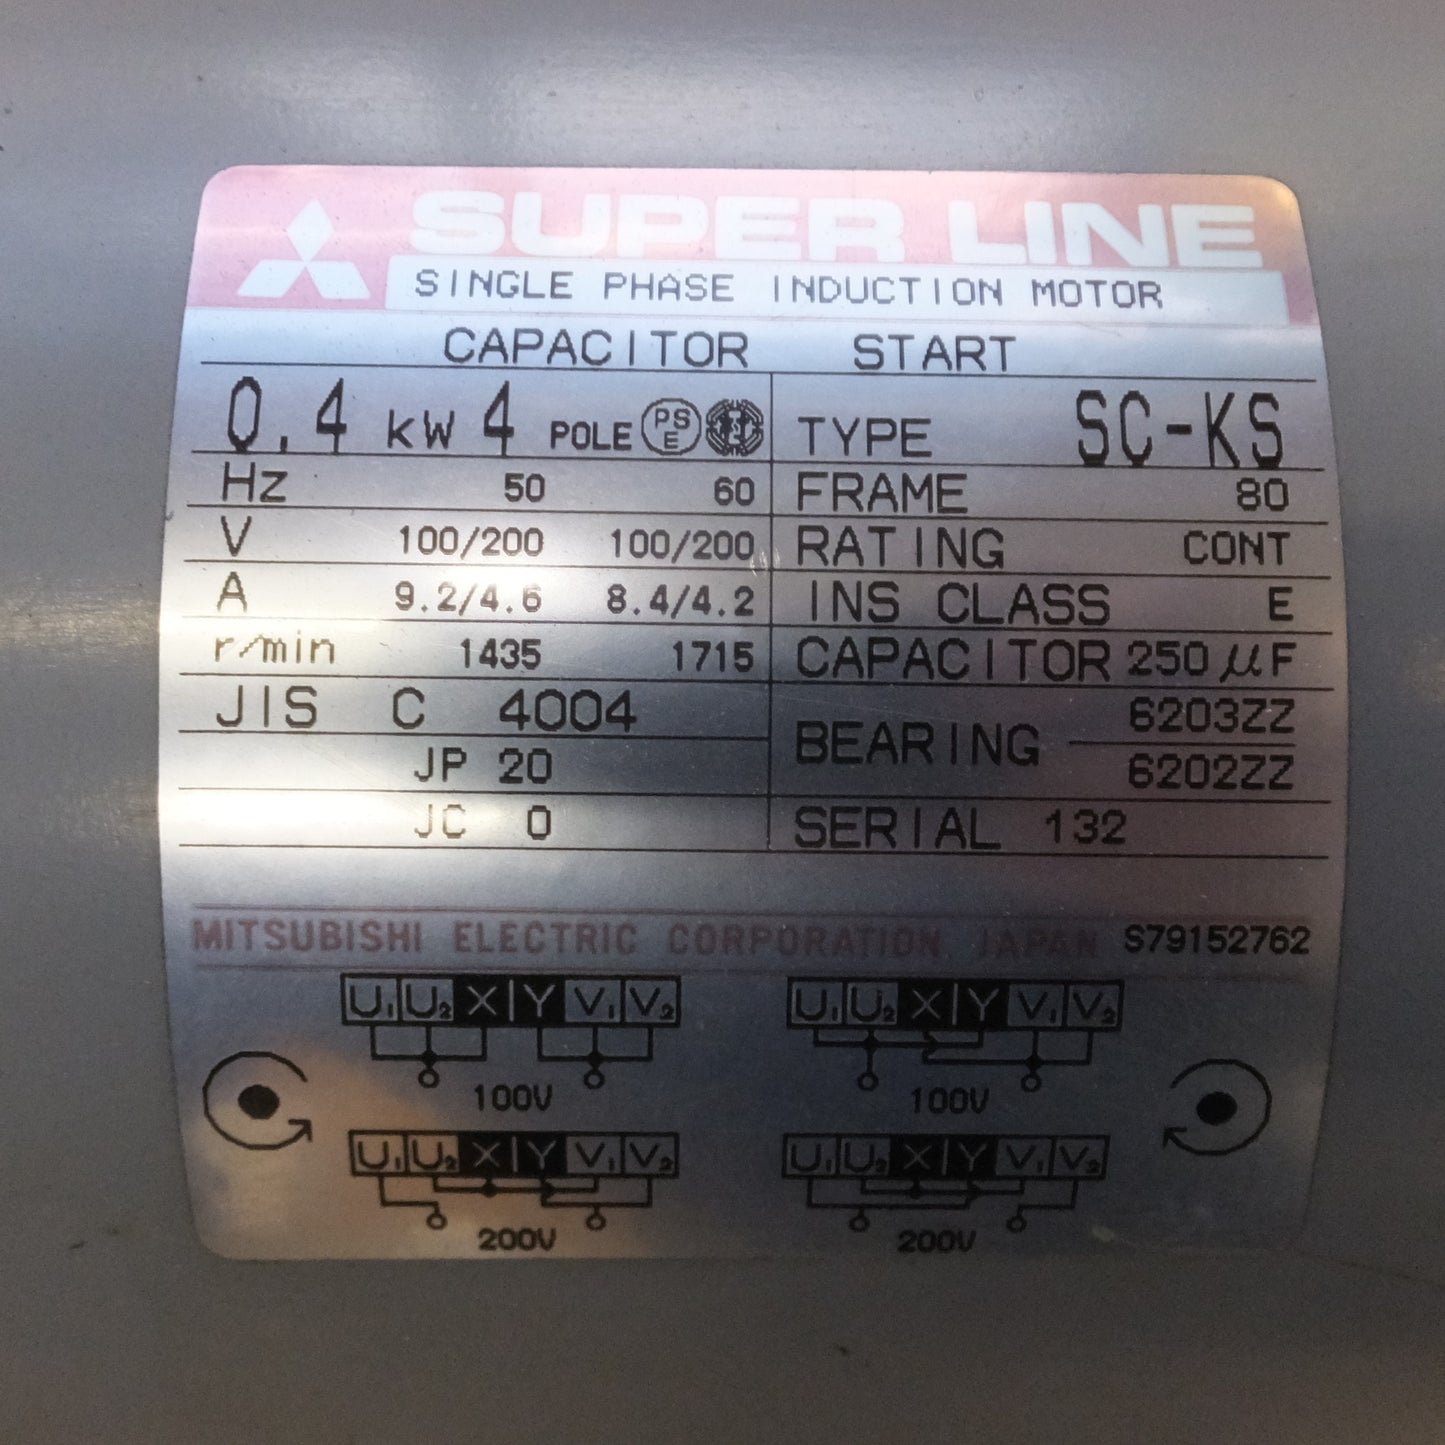 SUPER LINE
SINGLE PHASE INDUCTION MOTOR
CAPACITOR START
0.4 kW 4 POLE PS E TYPE SC-KS
Hz 50 60 FRAME 80
V 100/200 100/200 RATING CONT
A 9.2/4.6 8.4/4.2 INS CLASS E
r/min 1435 1715 CAPACITOR 250 μF
JIS C 4004 BEARING 6203ZZ
JP 20 6202ZZ
JC 0 SERIAL 132
MITSUBISHI ELECTRIC CORPORATION JAPAN S79152762
U1 U2 X Y V1 V2 U1 U2 X Y V1 V2
100V 100V
U1 U2 X Y V1 V2 U1 U2 X Y V1 V2
200V 200V